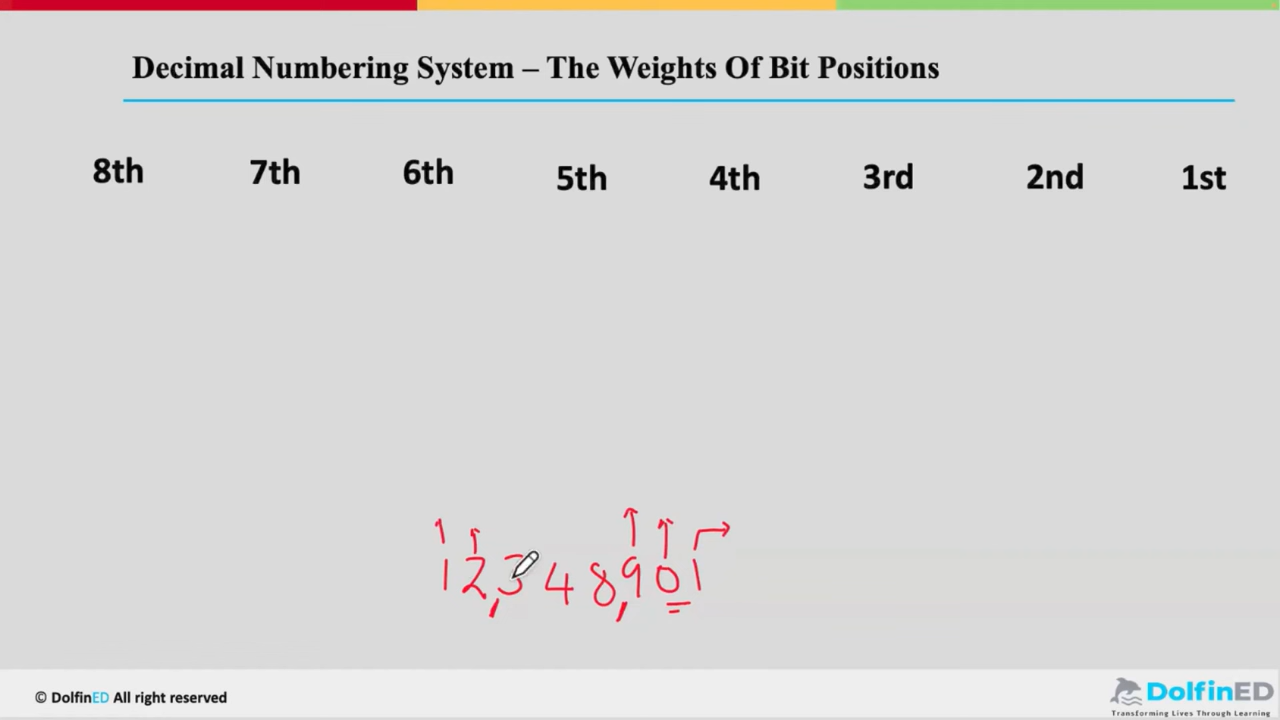 Decimal Numbering System – The Weights Of Bit Positions
8th 7th 6th 5th 4th 3rd 2nd 1st
12,348,901
© DolfinED All right reserved
DolfinED
Transforming Lives Through Learning